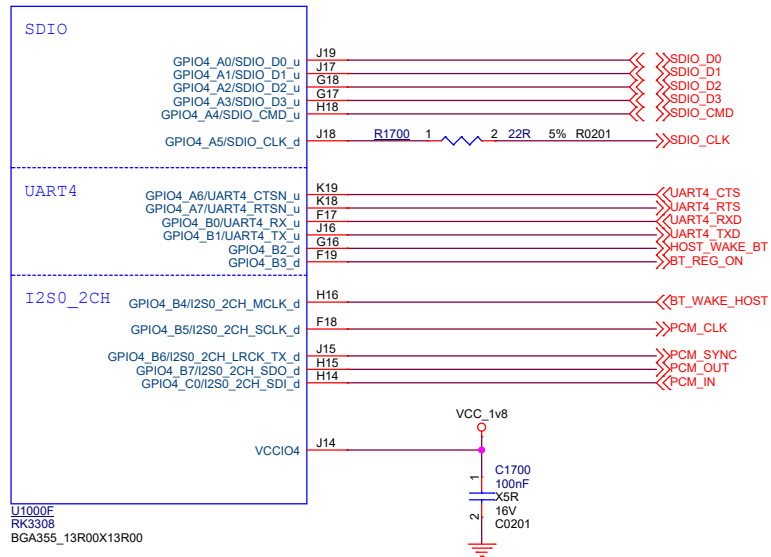 SDIO
GPIO4_A0/SDIO_D0_u J19 SDIO_D0
GPIO4_A1/SDIO_D1_u J17 SDIO_D1
GPIO4_A2/SDIO_D2_u G18 SDIO_D2
GPIO4_A3/SDIO_D3_u G17 SDIO_D3
GPIO4_A4/SDIO_CMD_u H18 SDIO_CMD
GPIO4_A5/SDIO_CLK_d J18 R1700 1 2 22R 5% R0201 SDIO_CLK
UART4
GPIO4_A6/UART4_CTSN_u K19 UART4_CTS
GPIO4_A7/UART4_RTSN_u K18 UART4_RTS
GPIO4_B0/UART4_RX_u F17 UART4_RXD
GPIO4_B1/UART4_TX_u J16 UART4_TXD
GPIO4_B2_d G16 HOST_WAKE_BT
GPIO4_B3_d F19 BT_REG_ON
I2S0_2CH
GPIO4_B4/I2S0_2CH_MCLK_d H16 BT_WAKE_HOST
GPIO4_B5/I2S0_2CH_SCLK_d F18 PCM_CLK
GPIO4_B6/I2S0_2CH_LRCK_TX_d J15 PCM_SYNC
GPIO4_B7/I2S0_2CH_SDO_d H15 PCM_OUT
GPIO4_C0/I2S0_2CH_SDI_d H14 PCM_IN
VCC_1v8
VCCIO4 J14
1 C1700
100nF
X5R
2 16V
C0201
U1000F
RK3308
BGA355_13R00X13R00